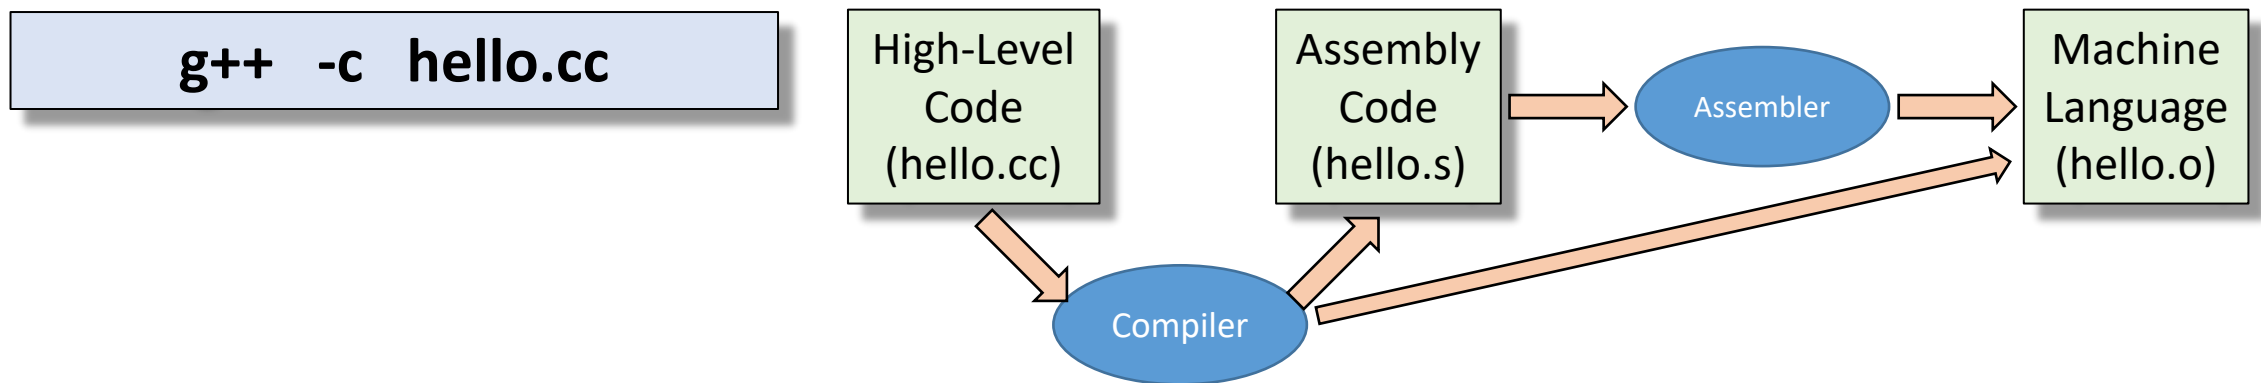 g++ -c hello.cc
High-Level
Code
(hello.cc)
Assembly
Code
(hello.s)
Assembler
Machine
Language
(hello.o)
Compiler